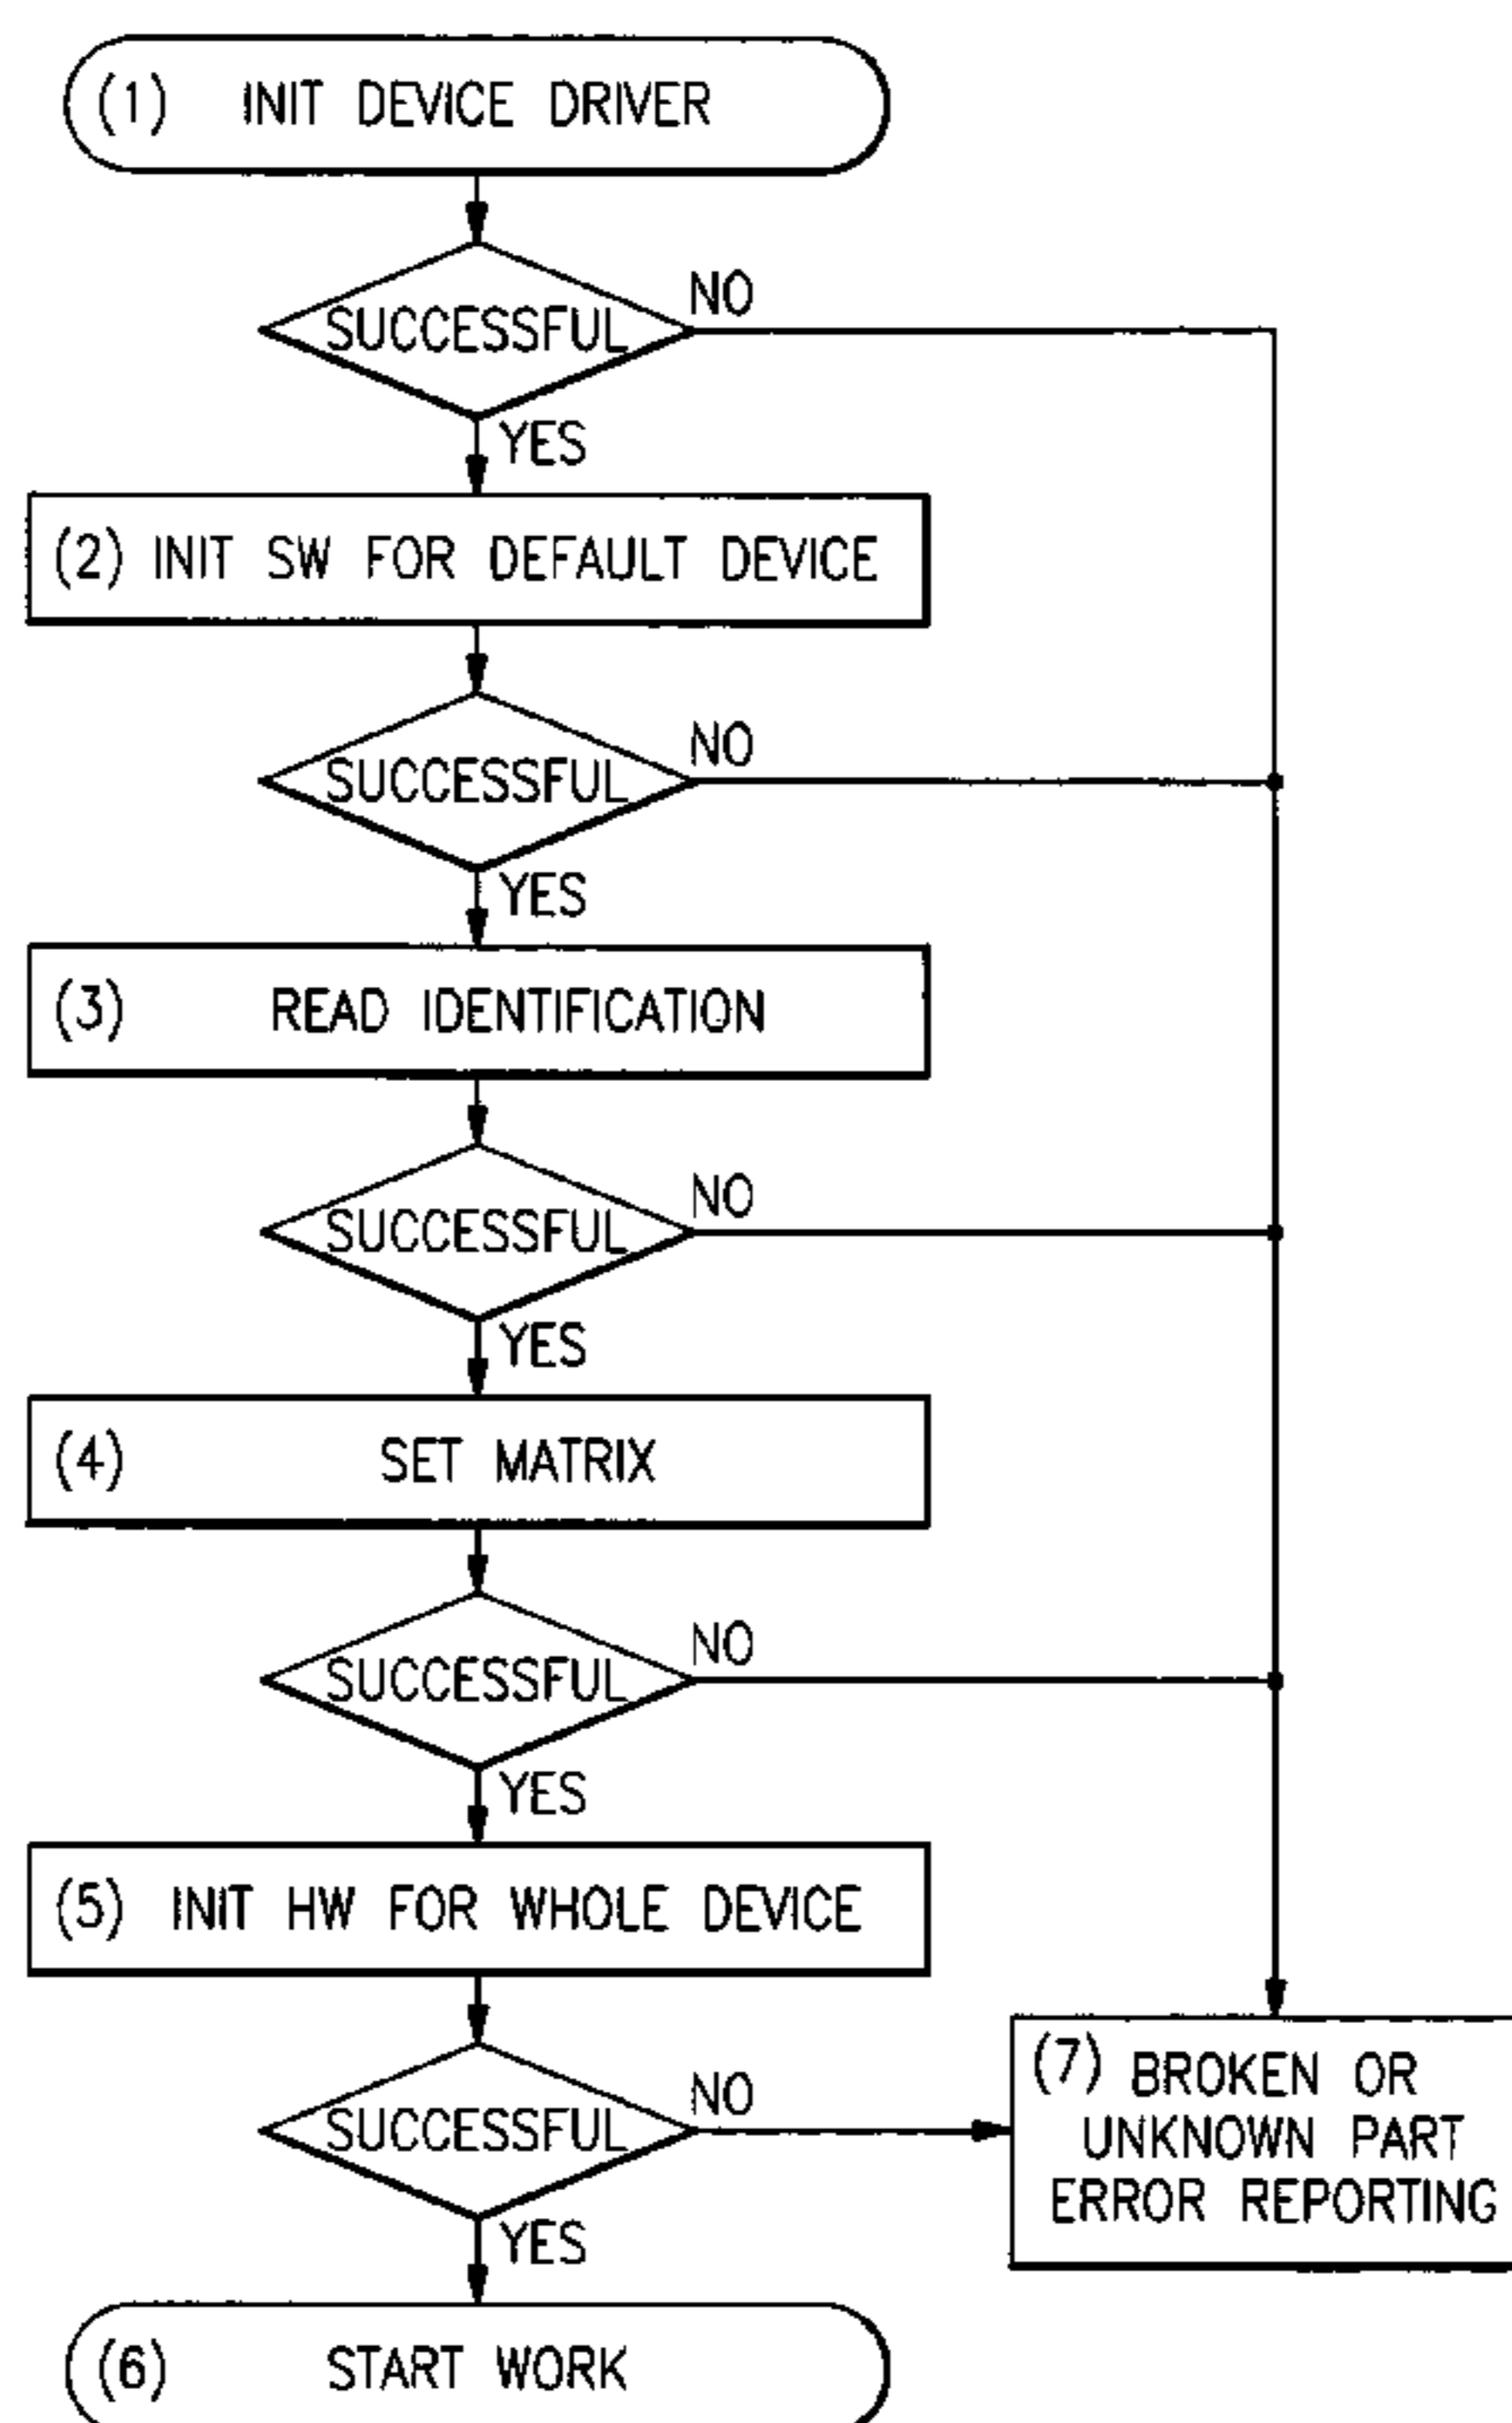 (1) INIT DEVICE DRIVER
SUCCESSFUL
NO
YES
(2) INIT SW FOR DEFAULT DEVICE
SUCCESSFUL
NO
YES
(3) READ IDENTIFICATION
SUCCESSFUL
NO
YES
(4) SET MATRIX
SUCCESSFUL
NO
YES
(5) INIT HW FOR WHOLE DEVICE
SUCCESSFUL
NO
YES
(7) BROKEN OR
UNKNOWN PART
ERROR REPORTING
(6) START WORK